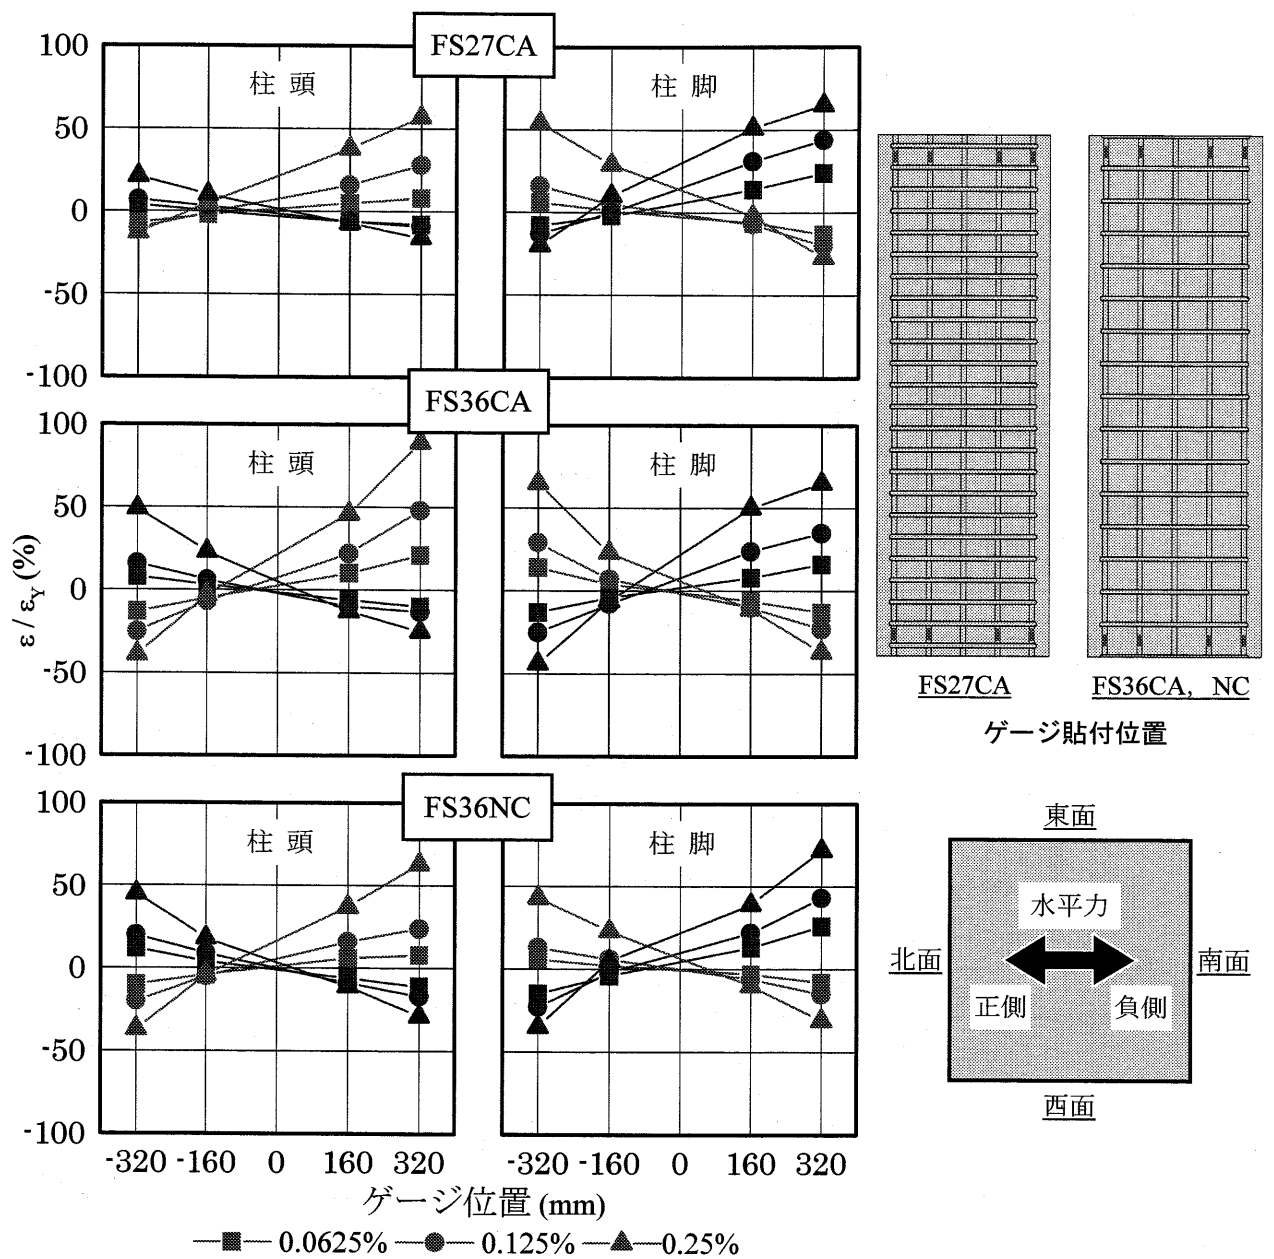 FS27CA
100
50
0
-50
-100
柱頭
柱脚
FS36CA
100
50
0
-50
-100
柱頭
柱脚
ε / εY (%)
FS36NC
100
50
0
-50
-100
柱頭
柱脚
-320 -160 0 160 320
-320 -160 0 160 320
ゲージ位置 (mm)
0.0625% 0.125% 0.25%
FS27CA
FS36CA, NC
ゲージ貼付位置
東面
水平力
北面
南面
正側
負側
西面